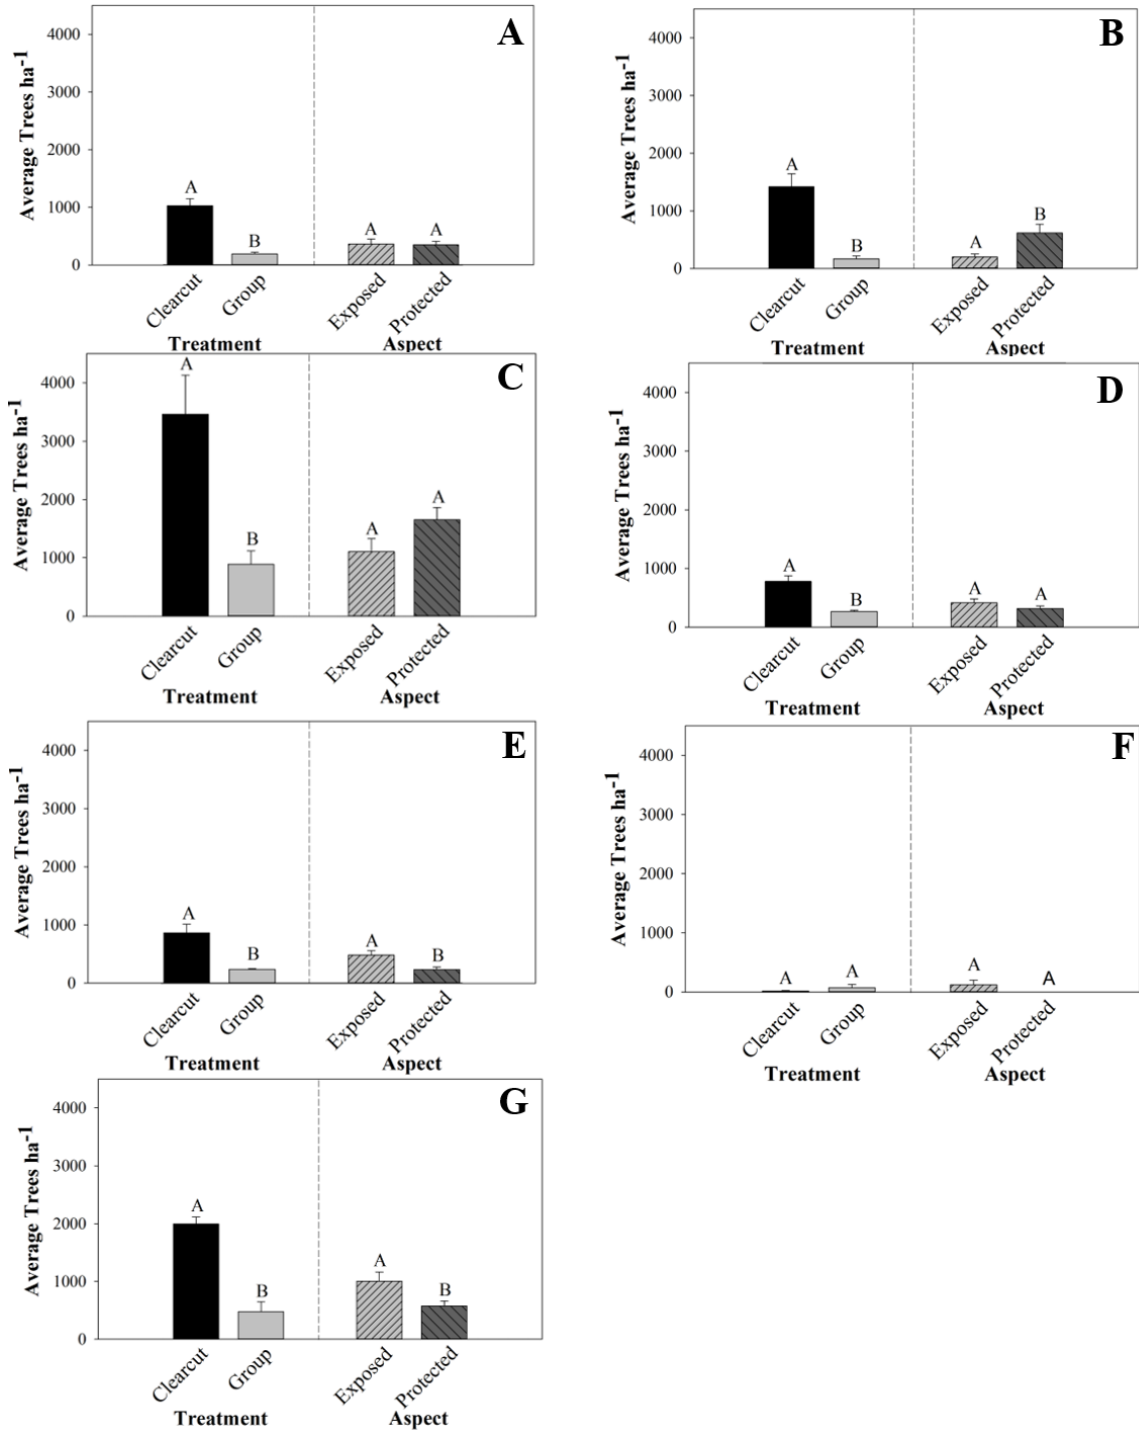 A
Average Trees ha-1
4000
3000
2000
1000
0
A
B
A
A
Clearcut
Group
Exposed
Protected
Treatment
Aspect
B
Average Trees ha-1
4000
3000
2000
1000
0
A
B
A
B
Clearcut
Group
Exposed
Protected
Treatment
Aspect
C
Average Trees ha-1
4000
3000
2000
1000
0
A
B
A
A
Clearcut
Group
Exposed
Protected
Treatment
Aspect
D
Average Trees ha-1
4000
3000
2000
1000
0
A
B
A
A
Clearcut
Group
Exposed
Protected
Treatment
Aspect
E
Average Trees ha-1
4000
3000
2000
1000
0
A
B
A
B
Clearcut
Group
Exposed
Protected
Treatment
Aspect
F
Average Trees ha-1
4000
3000
2000
1000
0
A
A
A
A
Clearcut
Group
Exposed
Protected
Treatment
Aspect
G
Average Trees ha-1
4000
3000
2000
1000
0
A
B
A
B
Clearcut
Group
Exposed
Protected
Treatment
Aspect